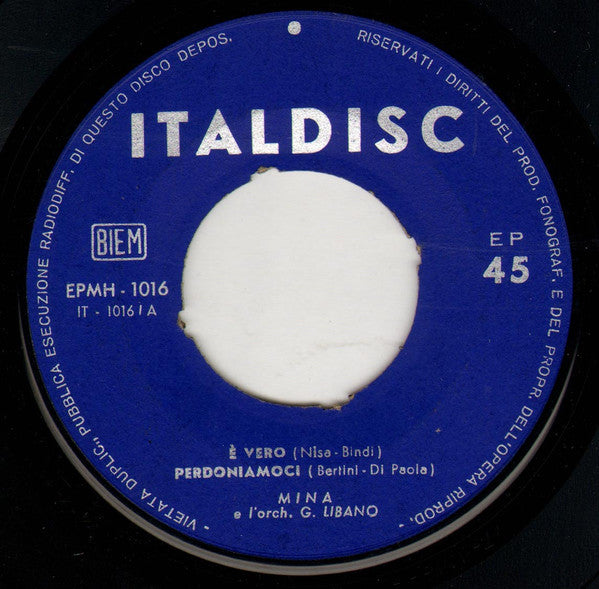 RISERVATI I DIRITTI DEL PROD. FONOGRAF. E DEL PROPR. DELL'OPERA RIPROD. - VIETATA DUPLIC., PUBBLICA ESECUZIONE RADIODIFF. DI QUESTO DISCO DEPOS.
ITALDISC
BIEM
EP
45
EPMH - 1016
IT - 1016/A
È VERO (Nisa - Bindi)
PERDONIAMOCI (Bertini - Di Paola)
MINA
e l'orch. G. LIBANO